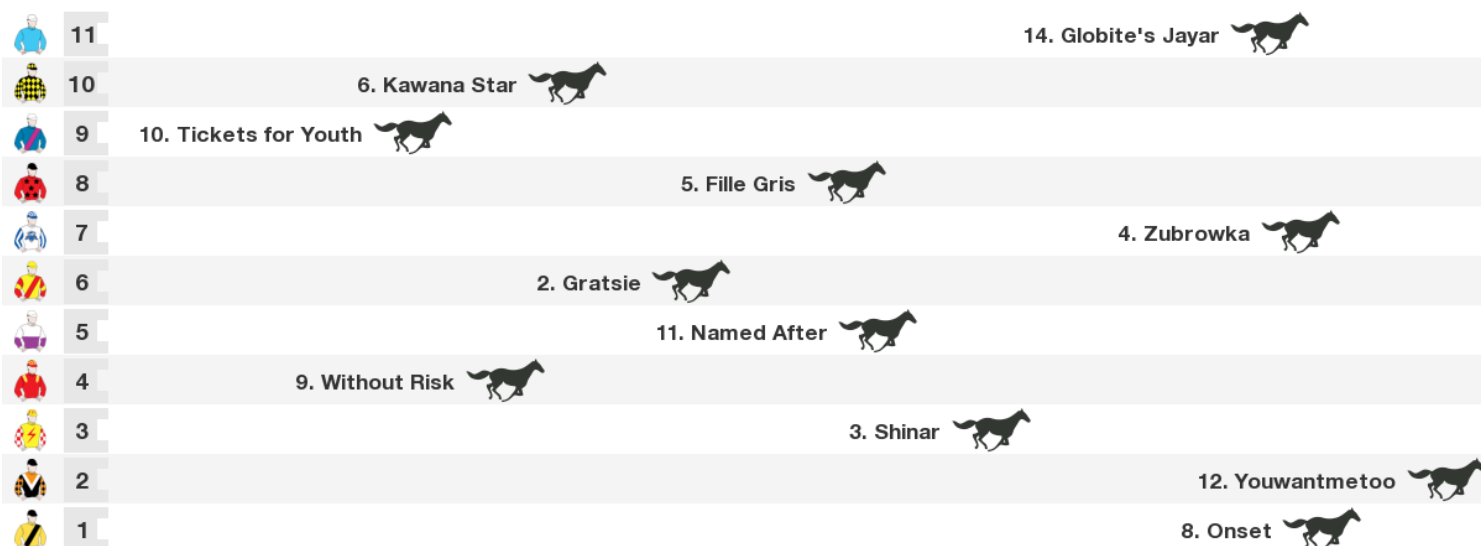 11 14. Globite's Jayar
10 6. Kawana Star
9 10. Tickets for Youth
8 5. Fille Gris
7 4. Zubrowka
6 2. Gratsie
5 11. Named After
4 9. Without Risk
3 3. Shinar
2 12. Youwantmetoo
1 8. Onset